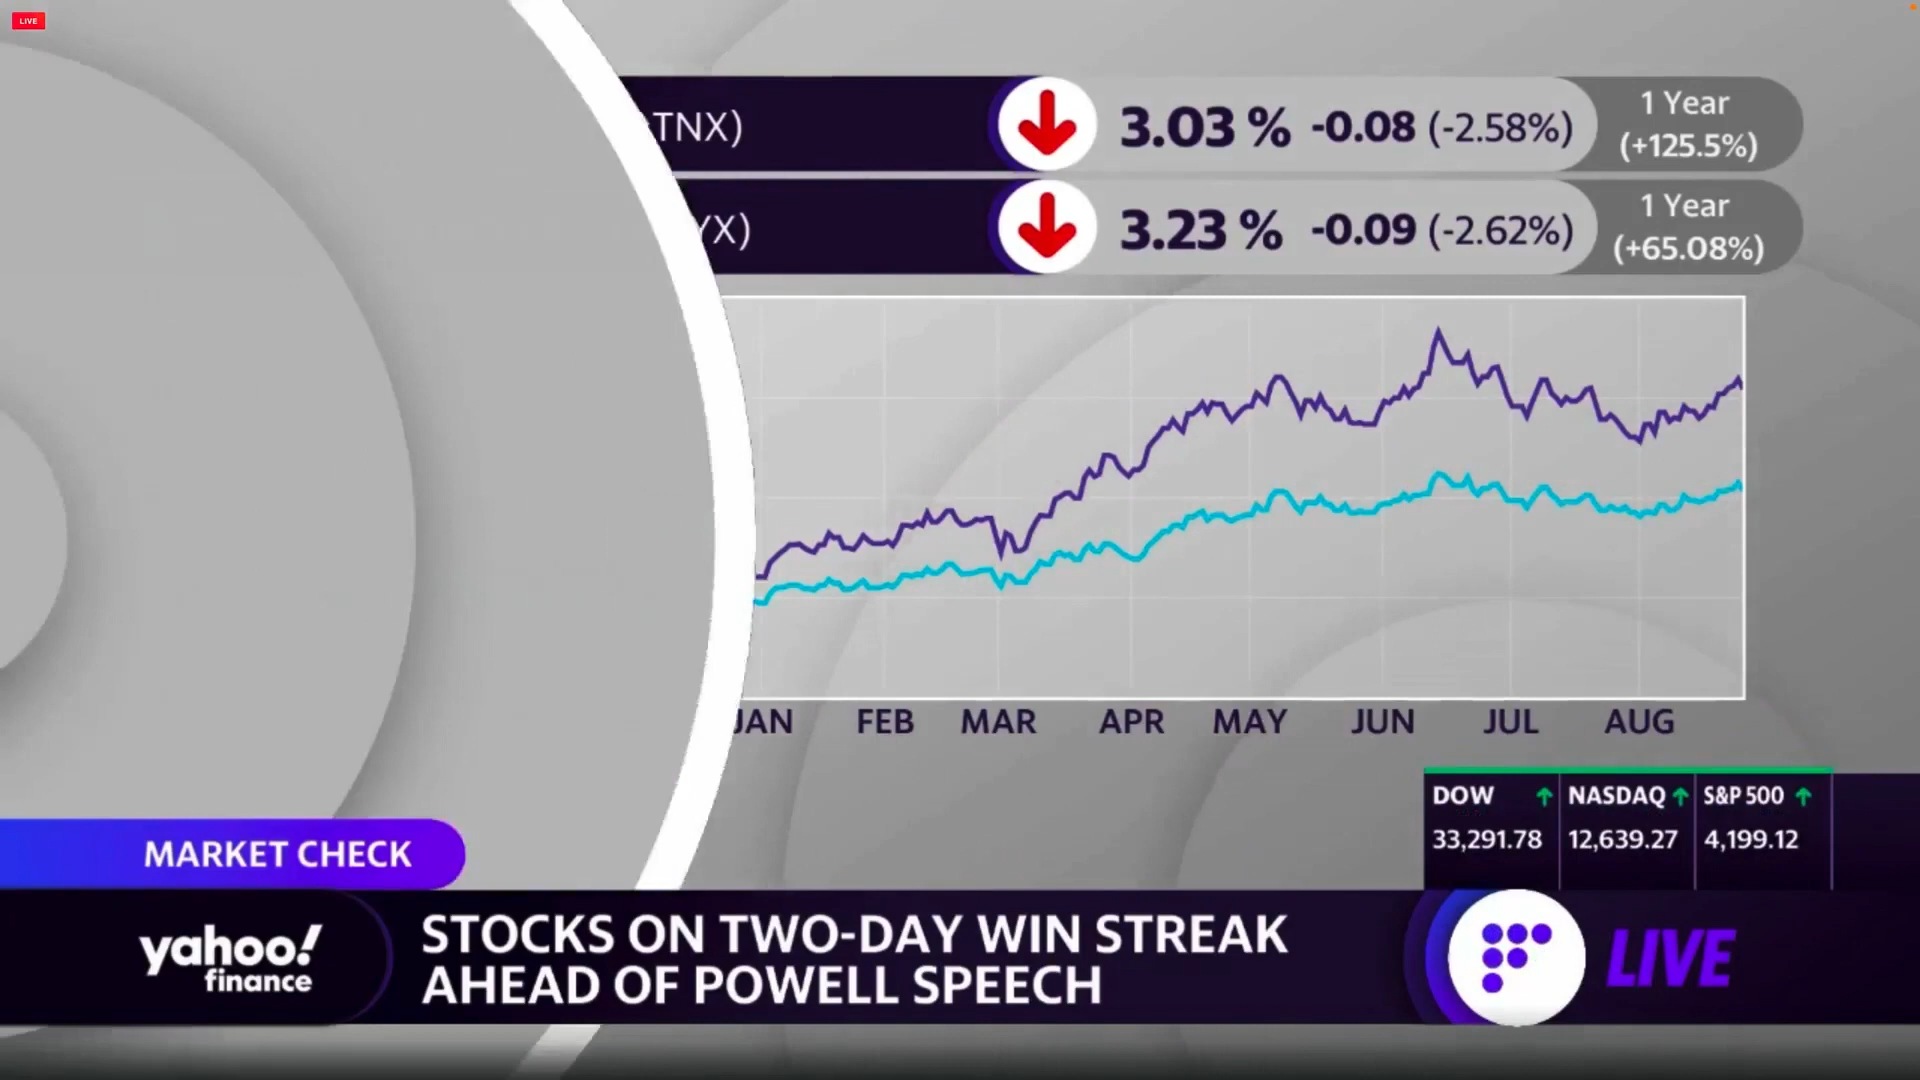 LIVE
TNX)
3.03 % -0.08 (-2.58%)
1 Year
(+125.5%)
YX)
3.23 % -0.09 (-2.62%)
1 Year
(+65.08%)
JAN FEB MAR APR MAY JUN JUL AUG
DOW NASDAQ S&P 500
33,291.78 12,639.27 4,199.12
MARKET CHECK
yahoo!
finance
STOCKS ON TWO-DAY WIN STREAK
AHEAD OF POWELL SPEECH
LIVE